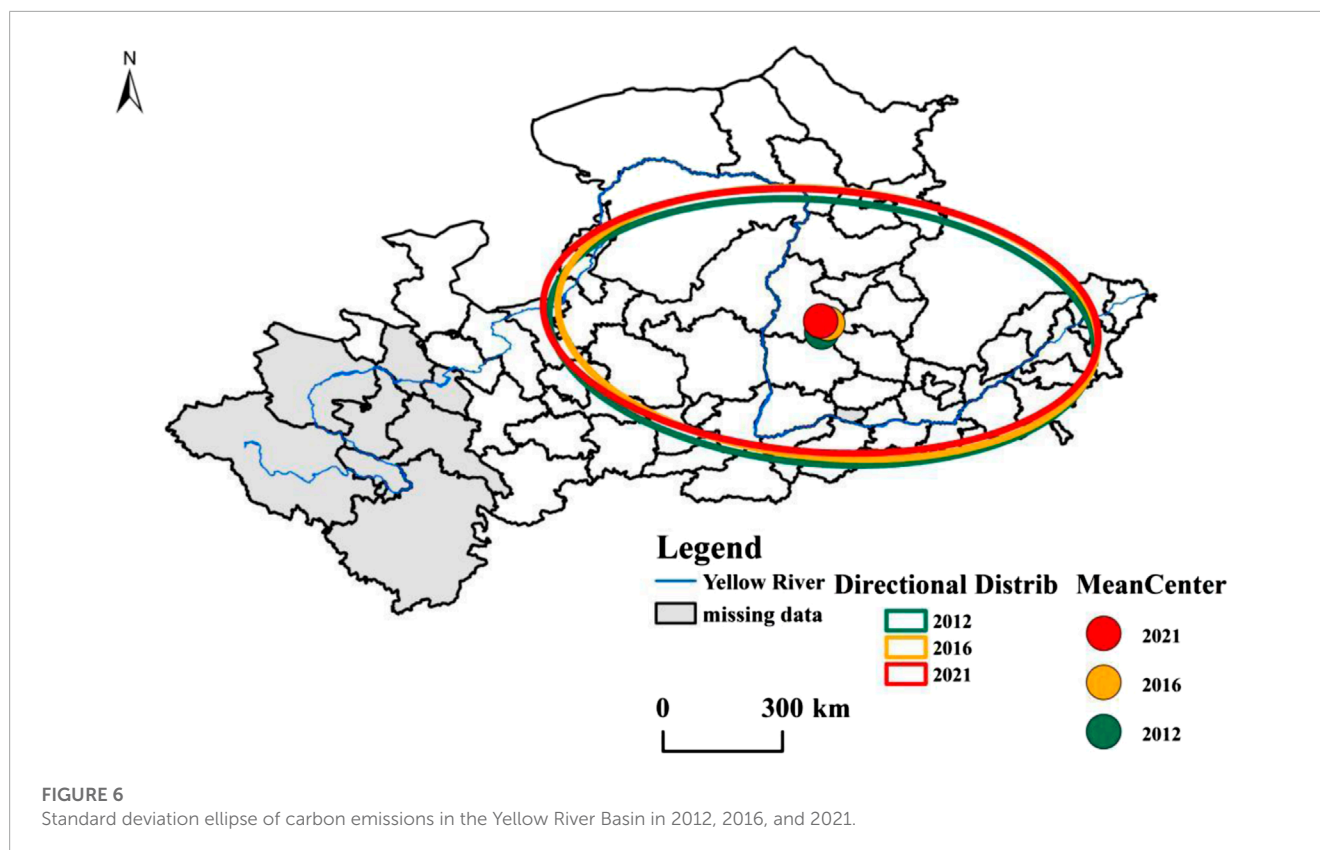 N
Legend
Yellow River
missing data
Directional Distrib
2012
2016
2021
MeanCenter
2021
2016
2012
0 300 km
FIGURE 6
Standard deviation ellipse of carbon emissions in the Yellow River Basin in 2012, 2016, and 2021.